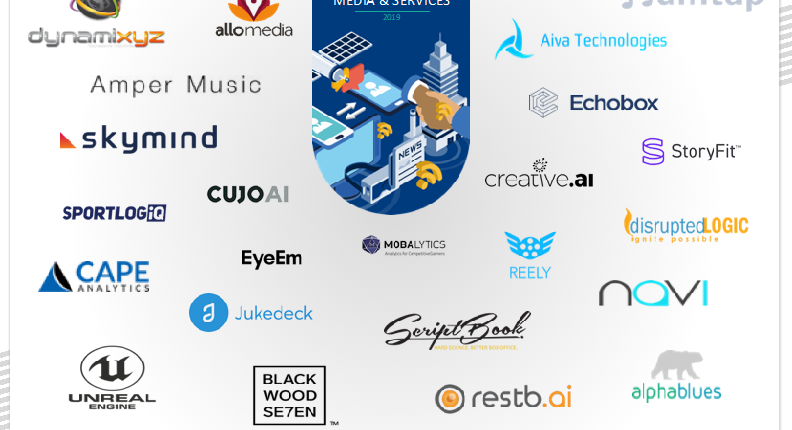 MEDIA & SERVICES
2019
dynamixyz
allomedia
Aiva Technologies
Amper Music
Echobox
skymind
StoryFit™
NEWS
creative.ai
CUJOAI
SPORTLOGiQ
disruptedLOGIC
ignite possible
MOBALYTICS
Analytics for Competitive Gamers
EyeEm
REELY
CAPE
ANALYTICS
navi
Jukedeck
ScriptBook
UNREAL
ENGINE
BLACK
WOOD
SE7EN™
restb.ai
alphablues